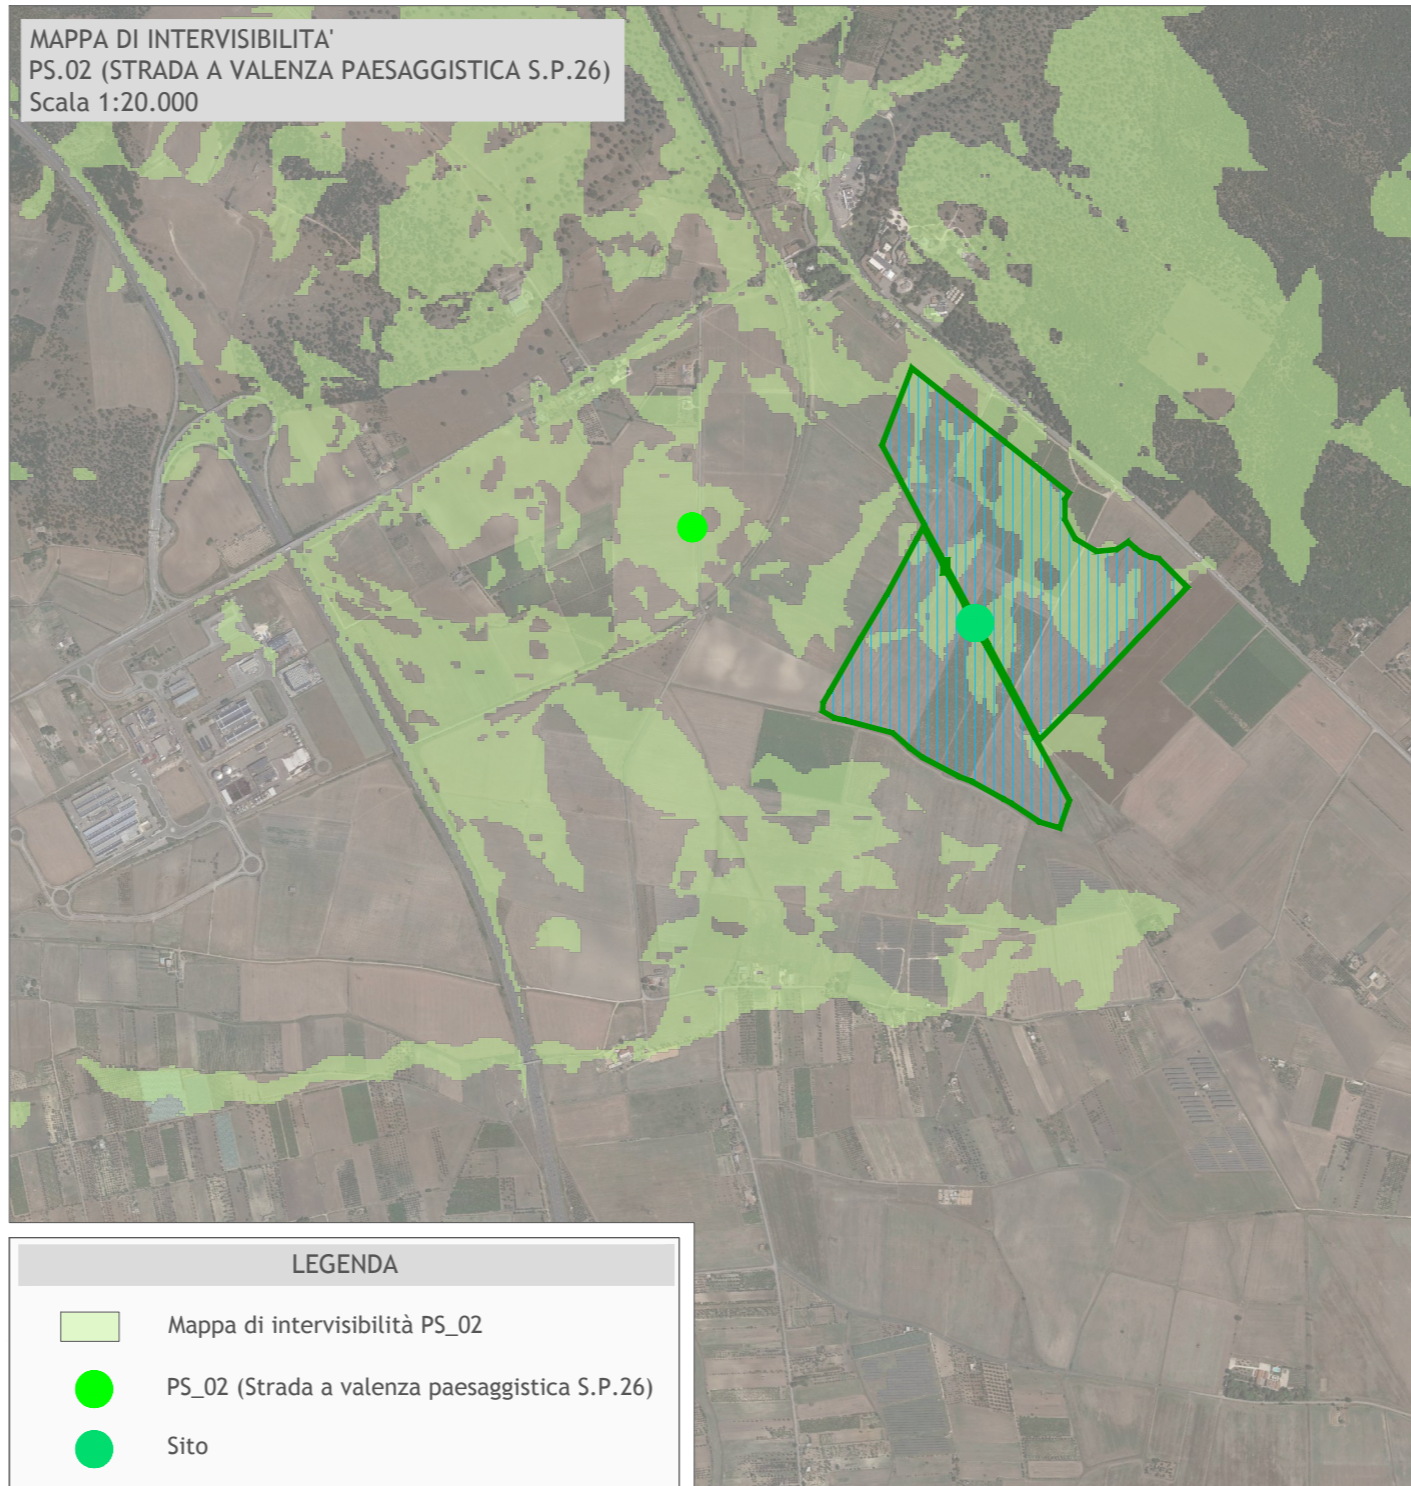 MAPPA DI INTERVISIBILITA'
PS.02 (STRADA A VALENZA PAESAGGISTICA S.P.26)
Scala 1:20.000
LEGENDA
Mappa di intervisibilità PS_02
PS_02 (Strada a valenza paesaggistica S.P.26)
Sito